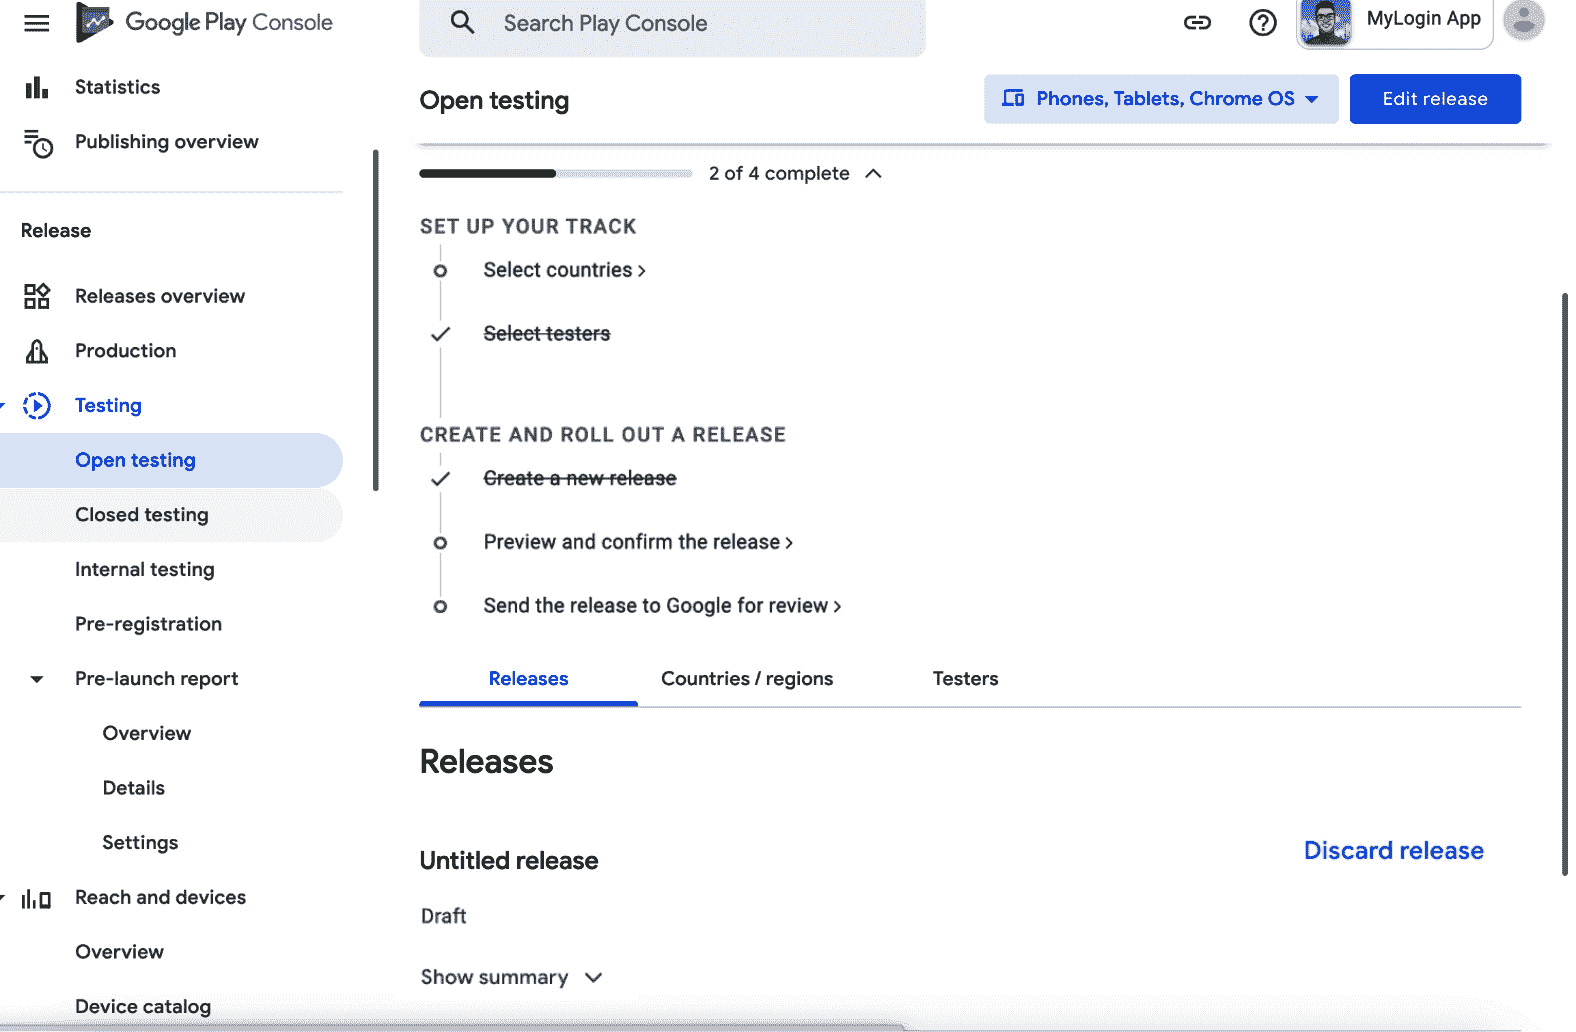 Google Play Console
Search Play Console
MyLogin App
Statistics
Publishing overview
Release
Releases overview
Production
Testing
Open testing
Closed testing
Internal testing
Pre-registration
Pre-launch report
Overview
Details
Settings
Reach and devices
Overview
Device catalog
Open testing
Phones, Tablets, Chrome OS
Edit release
2 of 4 complete
SET UP YOUR TRACK
Select countries
Select testers
CREATE AND ROLL OUT A RELEASE
Create a new release
Preview and confirm the release
Send the release to Google for review
Releases Countries / regions Testers
Releases
Untitled release
Discard release
Draft
Show summary